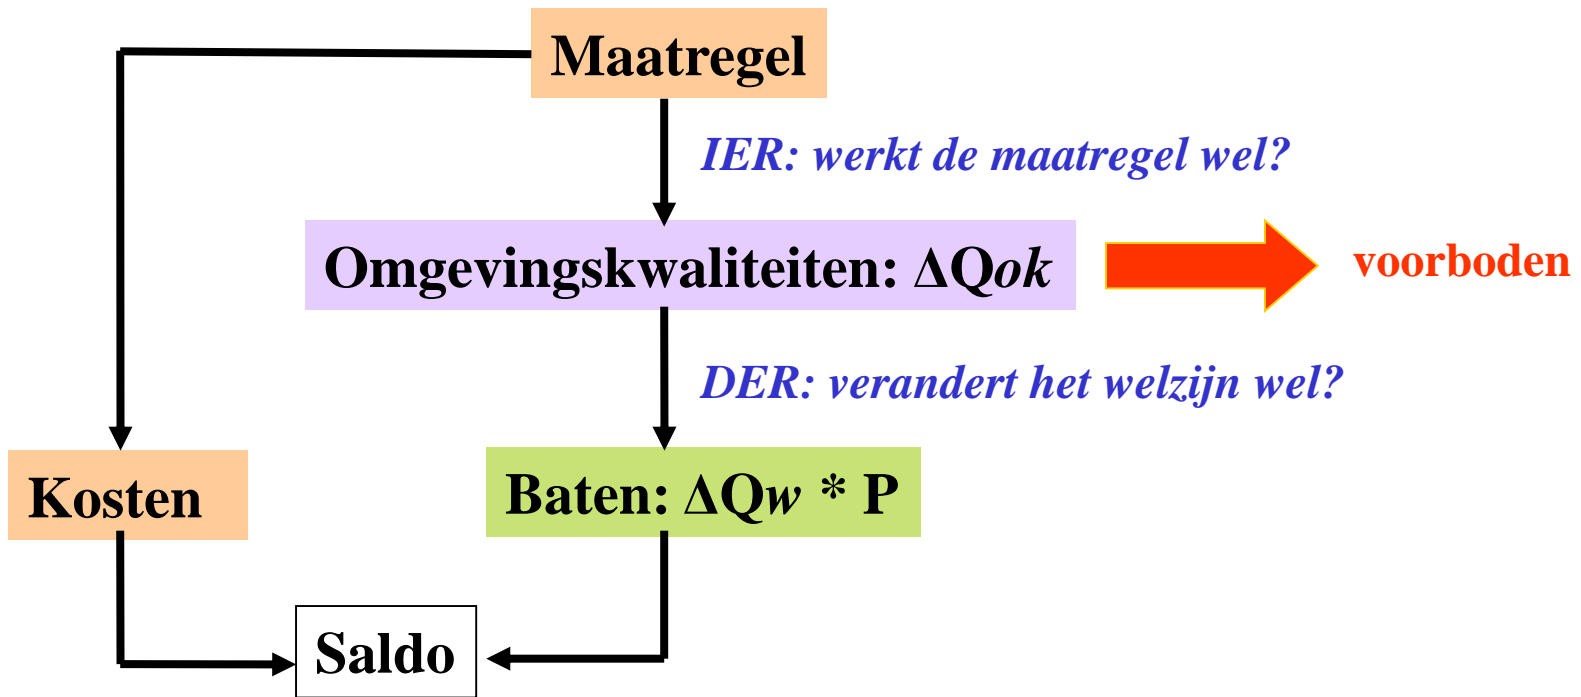 Maatregel
IER: werkt de maatregel wel?
Omgevingskwaliteiten: ΔQok
voorboden
DER: verandert het welzijn wel?
Kosten
Baten: ΔQw * P
Saldo